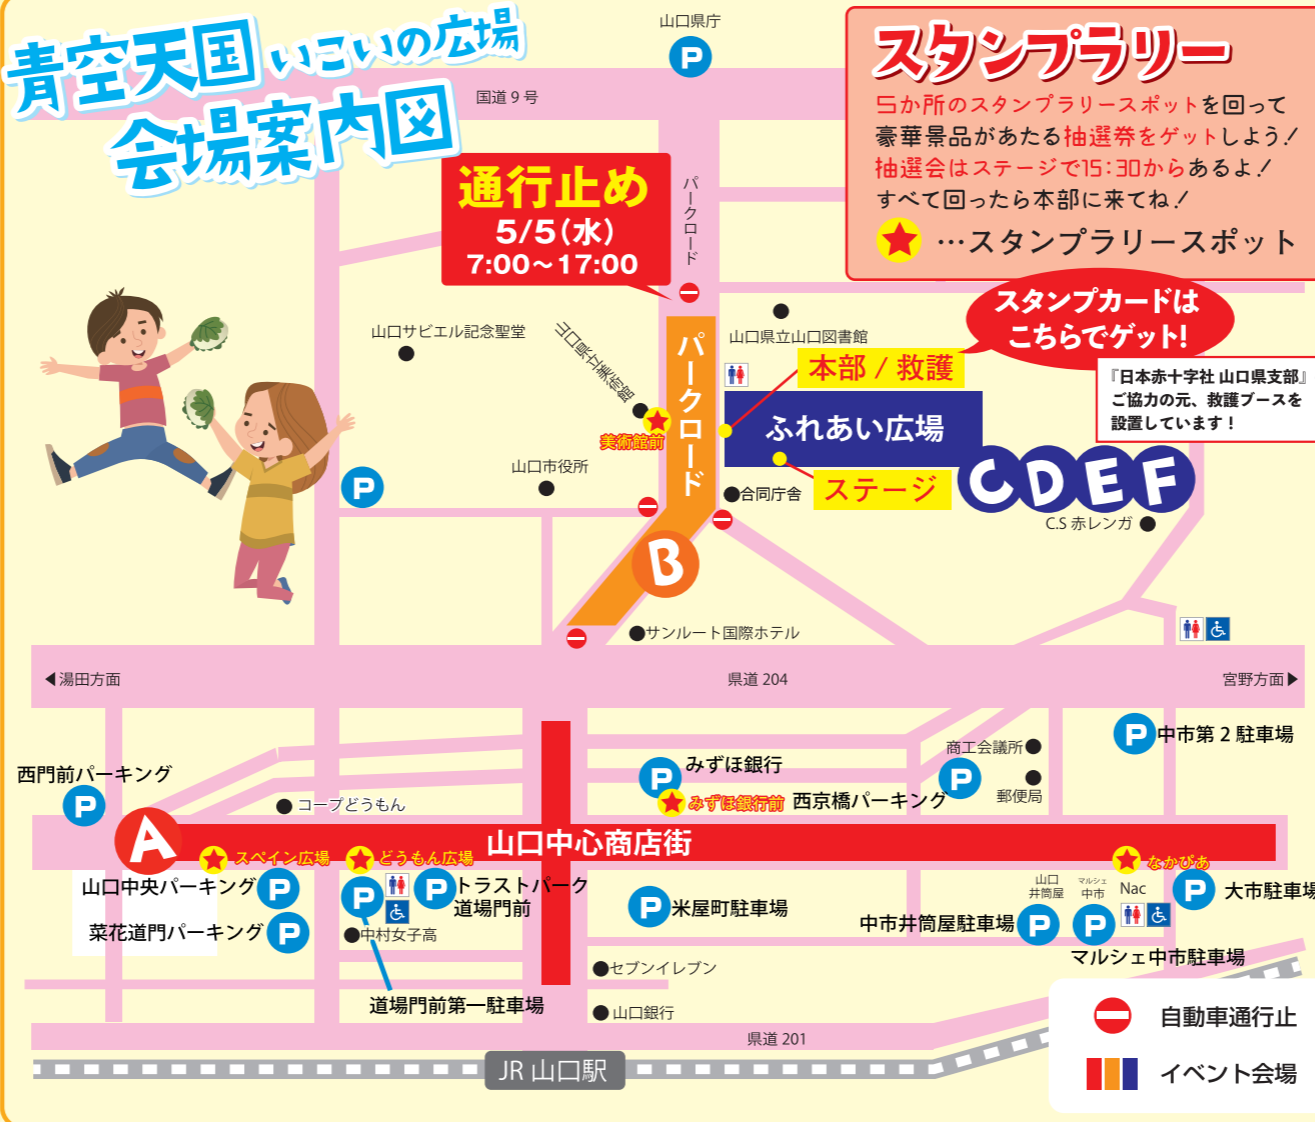 青空天国 いこいの広場
会場案内図
山口県庁
P
国道9号
スタンプラリー
5か所のスタンプラリースポットを回って
豪華景品があたる抽選券をゲットしよう!
抽選会はステージで15:30からあるよ!
すべて回ったら本部に来てね!
…スタンプラリースポット
通行止め
5/5(水)
7:00〜17:00
パークロード
スタンプカードは
こちらでゲット!
『日本赤十字社 山口県支部』
ご協力の元、救護ブースを
設置しています!
山口サビエル記念聖堂
山口県立美術館
美術館前
パークロード
山口県立山口図書館
本部 / 救護
ふれあい広場
ステージ
C D E F
C.S 赤レンガ
山口市役所
P
合同庁舎
B
サンルート国際ホテル
◀湯田方面
県道 204
宮野方面▶
西門前パーキング
P
A
コープどうもん
P
みずほ銀行
みずほ銀行前
西京橋パーキング
P
商工会議所
郵便局
P
中市第 2 駐車場
山口中心商店街
スペイン広場
どうもん広場
なかぴあ
山口中央パーキング
P
菜花道門パーキング
P
P
P
トラストパーク
道場門前
中村女子高
道場門前第一駐車場
P
米屋町駐車場
中市井筒屋駐車場
P
山口
井筒屋
マルシェ
中市
P
Nac
マルシェ中市駐車場
P
大市駐車場
セブンイレブン
山口銀行
県道 201
JR 山口駅
自動車通行止
イベント会場